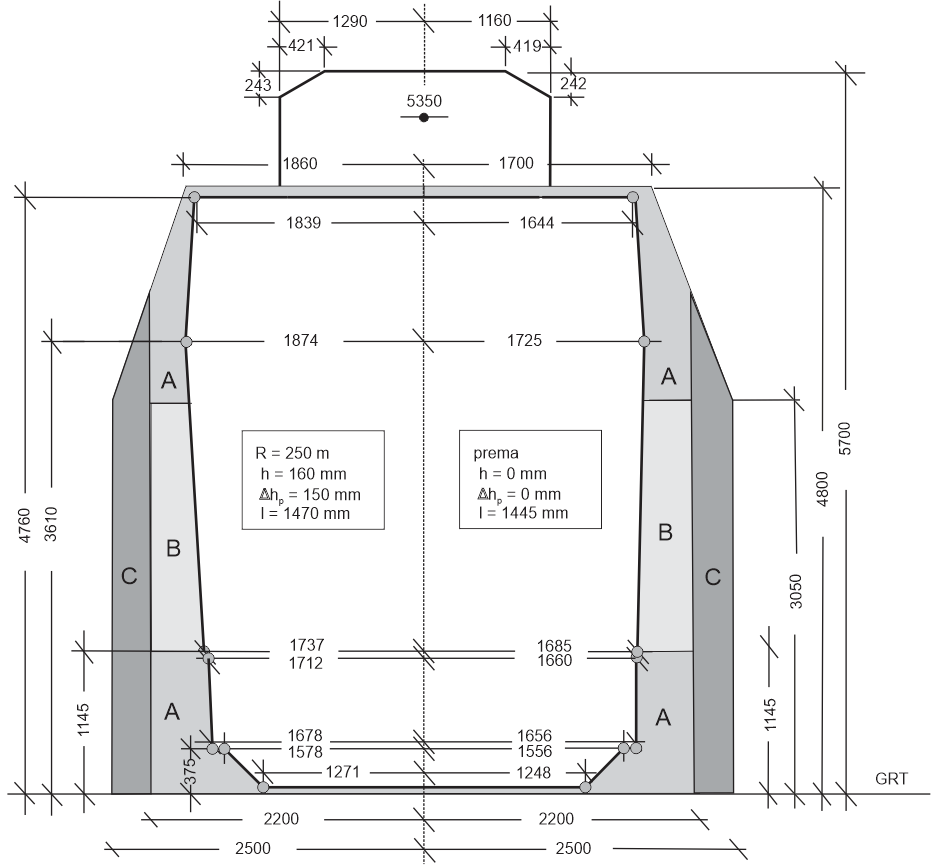 1290 1160
421 419
243 242
5350
1860 1700
1839 1644
1874 1725
A A
R = 250 m
h = 160 mm
Δhp = 150 mm
l = 1470 mm
prema
h = 0 mm
Δhp = 0 mm
l = 1445 mm
5700
4800
4760
3610
B B
C C
3050
1737 1685
1712 1660
1145 1145
A A
1678 1656
1578 1556
375
1271 1248
GRT
2200 2200
2500 2500